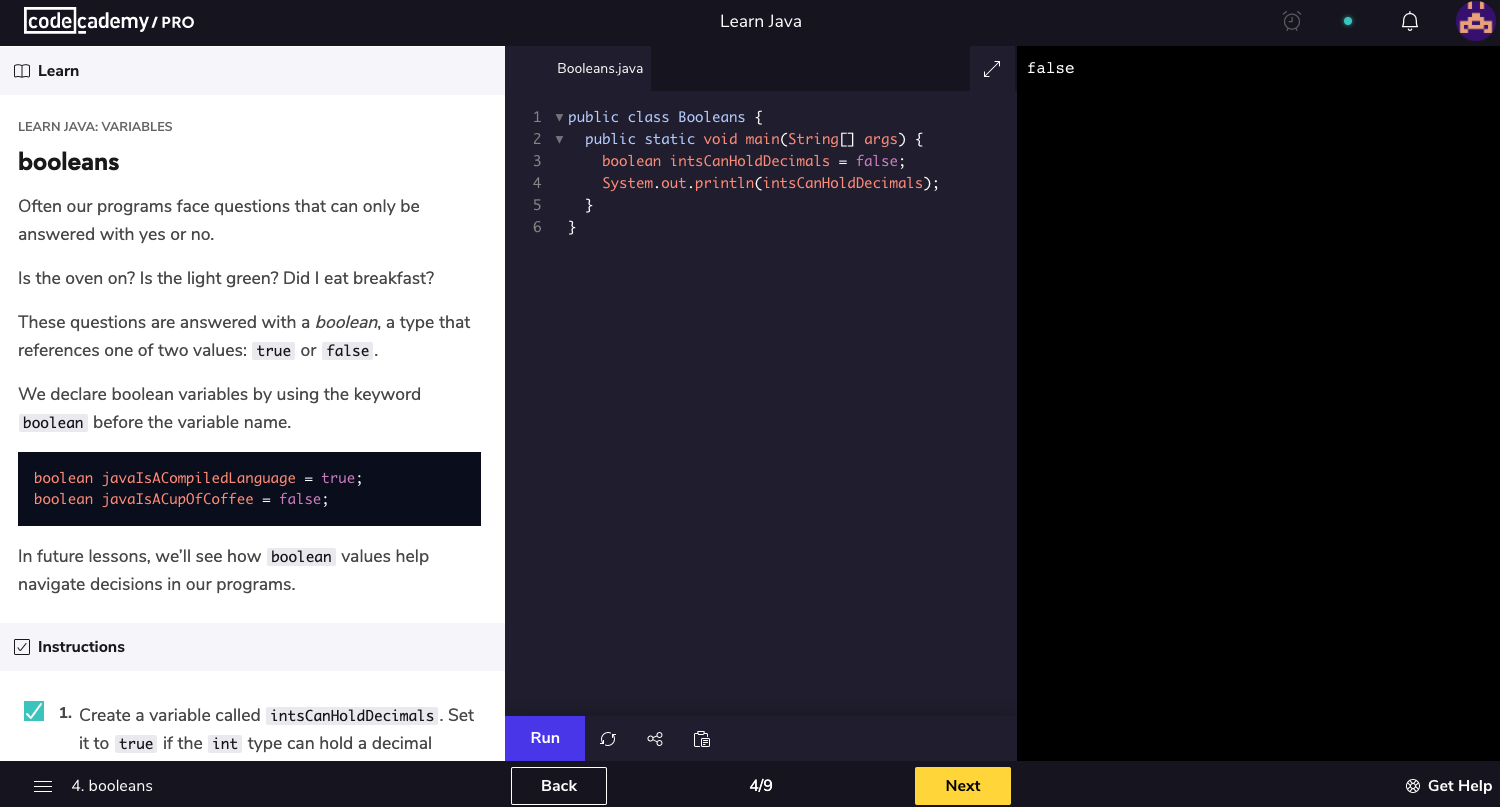 codecademy/PRO
Learn Java
Learn
LEARN JAVA: VARIABLES
booleans
Often our programs face questions that can only be
answered with yes or no.
Is the oven on? Is the light green? Did I eat breakfast?
These questions are answered with a boolean, a type that
references one of two values: true or false.
We declare boolean variables by using the keyword
boolean before the variable name.
boolean javaIsACompiledLanguage = true;
boolean javaIsACupOfCoffee = false;
In future lessons, we’ll see how boolean values help
navigate decisions in our programs.
Instructions
1. Create a variable called intsCanHoldDecimals. Set
it to true if the int type can hold a decimal
Booleans.java
1 public class Booleans {
2 public static void main(String[] args) {
3 boolean intsCanHoldDecimals = false;
4 System.out.println(intsCanHoldDecimals);
5 }
6 }
Run
false
4. booleans
Back
4/9
Next
Get Help